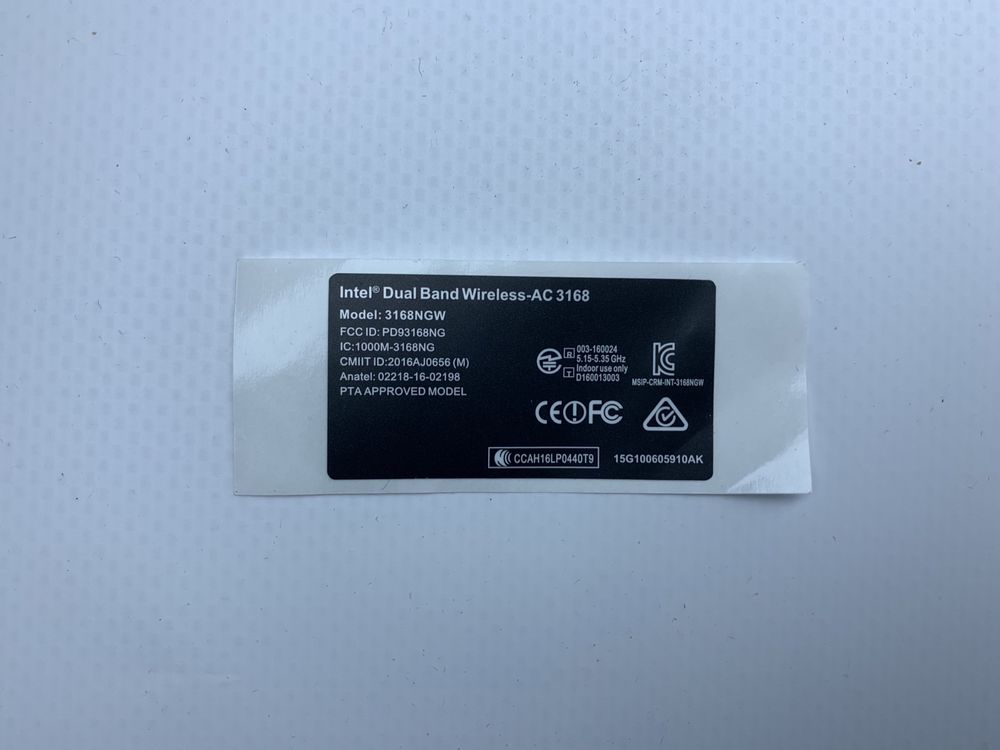 Intel® Dual Band Wireless-AC 3168
Model: 3168NGW
FCC ID: PD93168NG
IC:1000M-3168NG
CMIIT ID:2016AJ0656 (M)
Anatel: 02218-16-02198
PTA APPROVED MODEL
R 003-160024
5.15-5.35 GHz
Indoor use only
T D160013003
MSIP-CRM-INT-3168NGW
CE FC
CCAH16LP0440T9
15G100605910AK